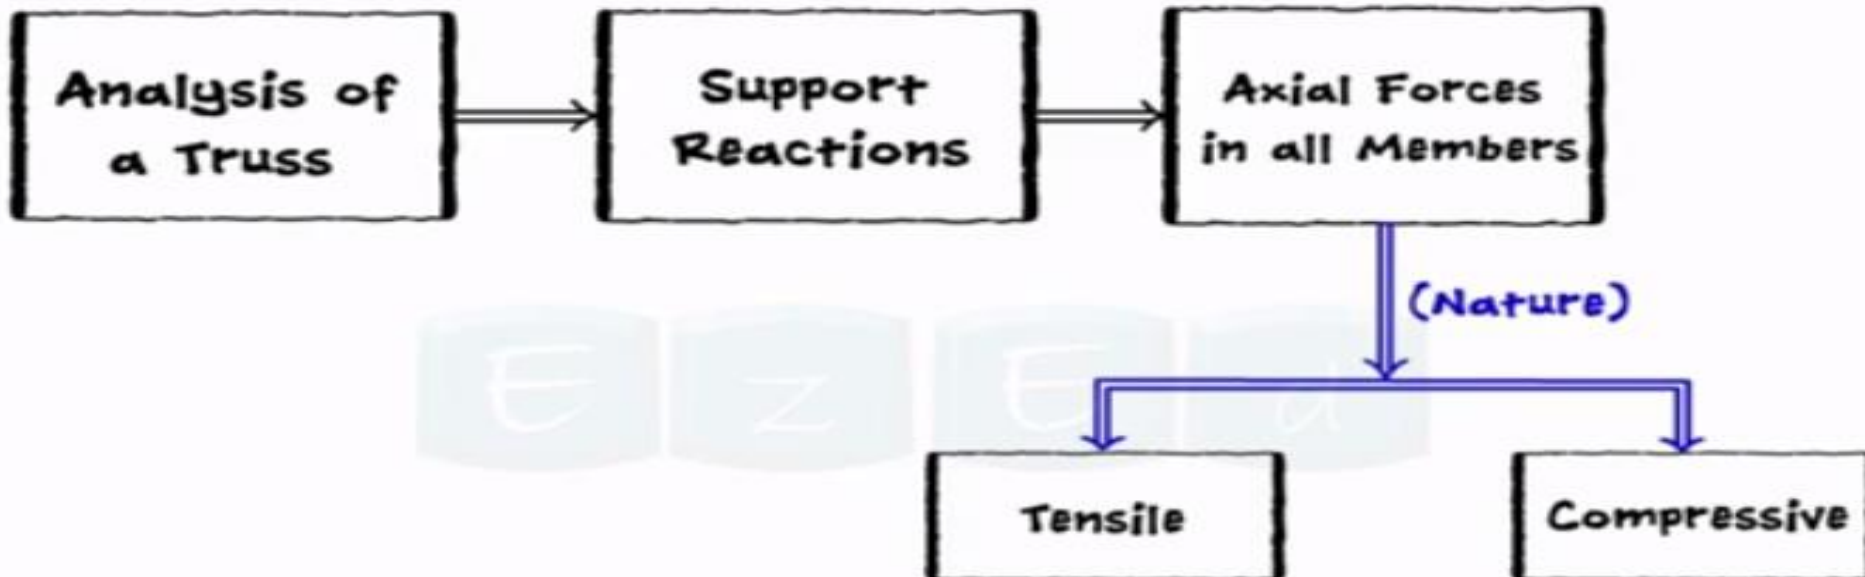 Analysis of
a Truss
Support
Reactions
Axial Forces
in all Members
(Nature)
E z E d
Tensile
Compressive